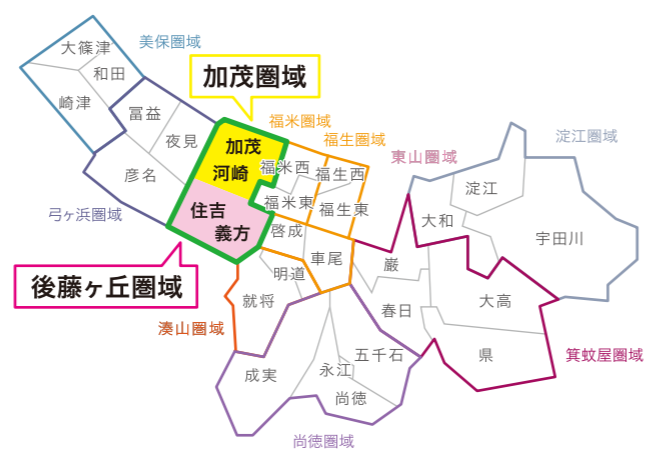 大篠津
美保圏域
和田
崎津
加茂圏域
富益
夜見
彦名
弓ヶ浜圏域
加茂
河崎
住吉
義方
後藤ヶ丘圏域
福米圏域
福生圏域
福米西
福生西
福米東
福生東
啓成
車尾
明道
就将
湊山圏域
東山圏域
淀江圏域
淀江
大和
宇田川
巌
春日
大高
県
箕蚊屋圏域
五千石
永江
尚徳
成実
尚徳圏域